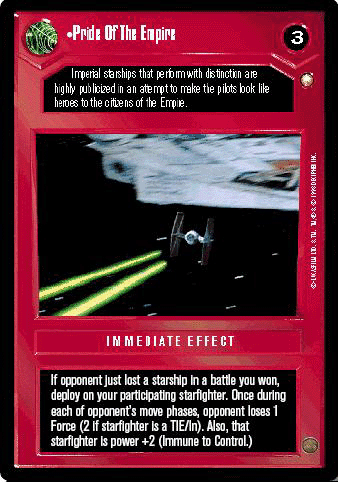 •Pride Of The Empire
3
Imperial starships that perform with distinction are
highly publicized in an attempt to make the pilots look like
heroes to the citizens of the Empire.
IMMEDIATE EFFECT
If opponent just lost a starship in a battle you won,
deploy on your participating starfighter. Once during
each of opponent's move phases, opponent loses 1
Force (2 if starfighter is a TIE/ln). Also, that
starfighter is power +2 (Immune to Control.)